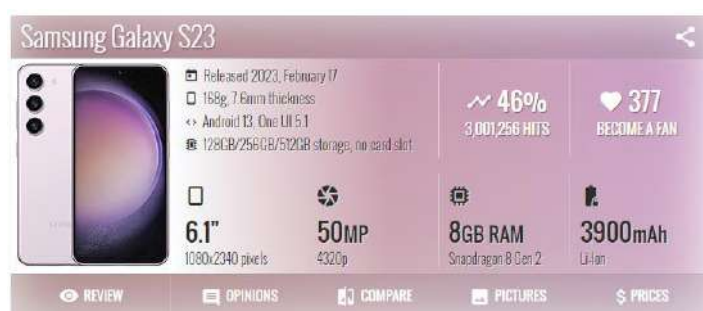 Samsung Galaxy S23
Released 2023, February 17
168g, 7.6mm thickness
Android 13, One UI 5.1
128GB/256GB/512GB storage, no card slot
46%
3,001,256 HITS
377
BECOME A FAN
6.1"
1080x2340 pixels
50MP
4320p
8GB RAM
Snapdragon 8 Gen 2
3900mAh
Li-Ion
REVIEW
OPINIONS
COMPARE
PICTURES
$ PRICES